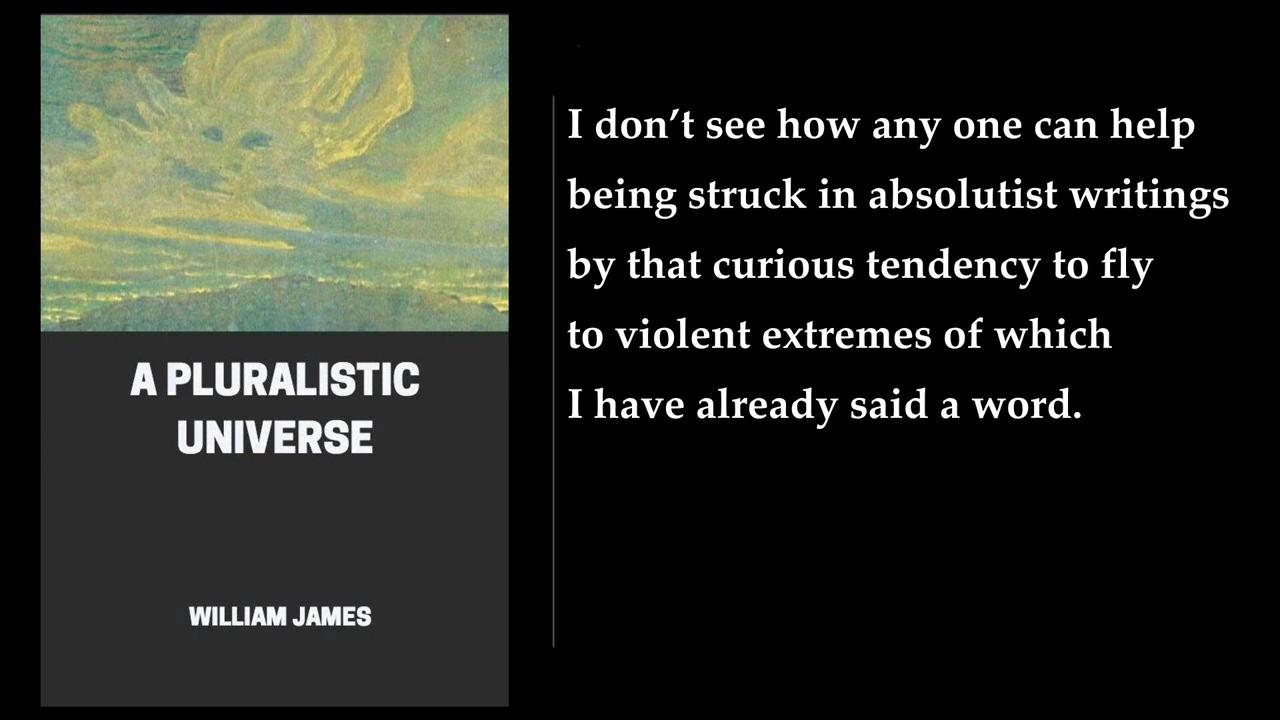 A PLURALISTIC
UNIVERSE
WILLIAM JAMES
I don’t see how any one can help
being struck in absolutist writings
by that curious tendency to fly
to violent extremes of which
I have already said a word.